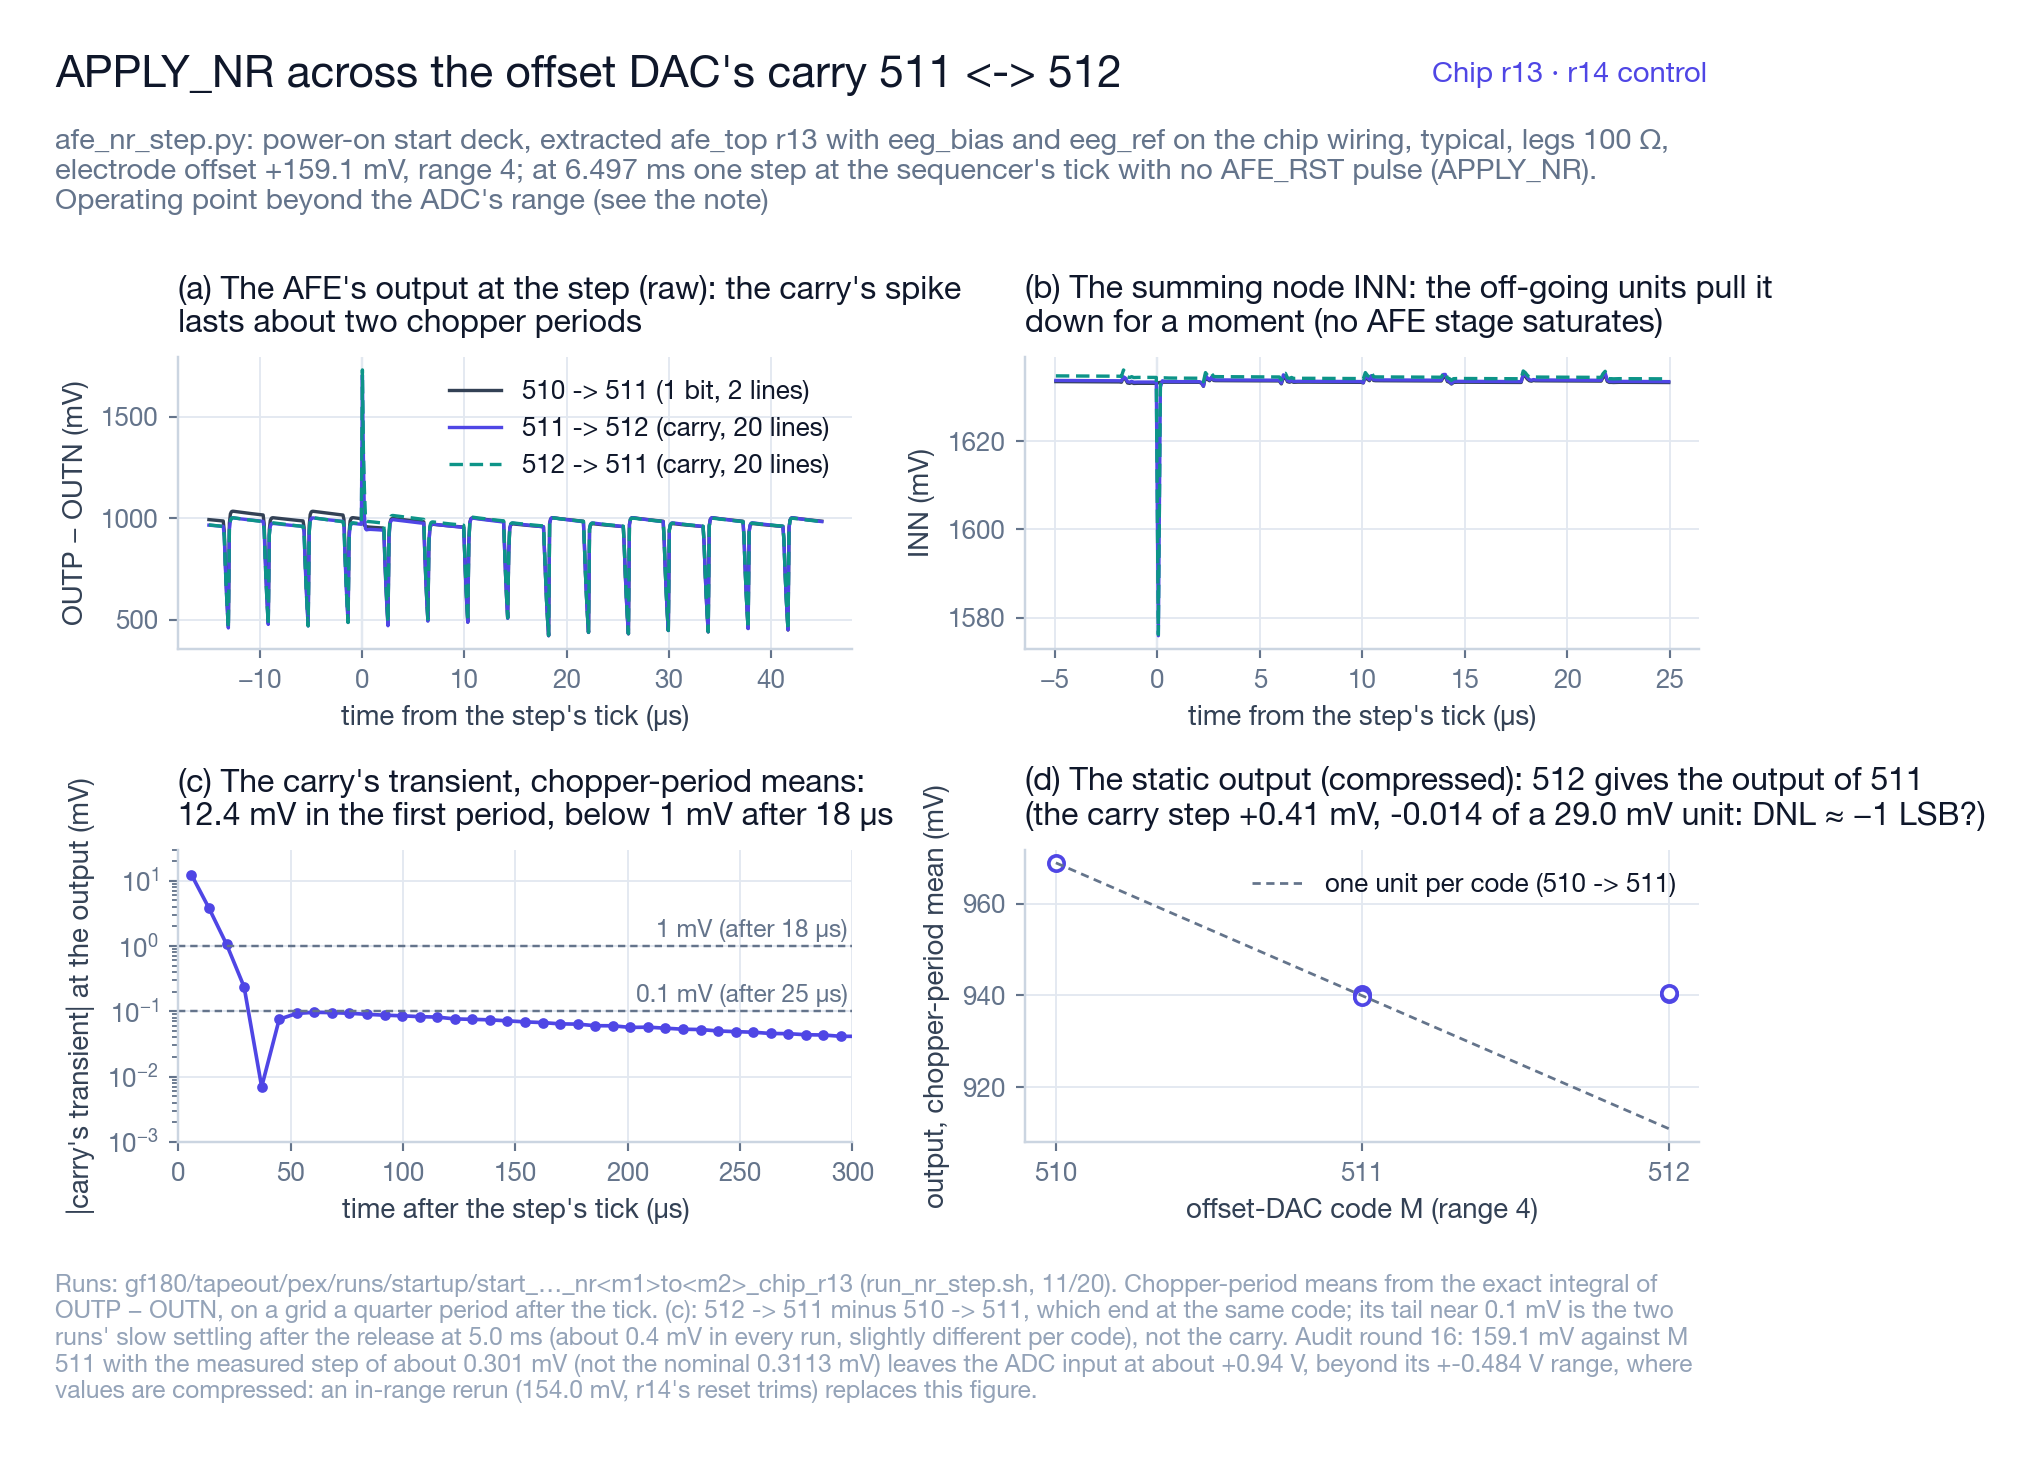 APPLY_NR across the offset DAC's carry 511 <-> 512
Chip r13 · r14 control
afe_nr_step.py: power-on start deck, extracted afe_top r13 with eeg_bias and eeg_ref on the chip wiring, typical, legs 100 Ω,
electrode offset +159.1 mV, range 4; at 6.497 ms one step at the sequencer's tick with no AFE_RST pulse (APPLY_NR).
Operating point beyond the ADC's range (see the note)
(a) The AFE's output at the step (raw): the carry's spike
lasts about two chopper periods
OUTP − OUTN (mV)
1500
1000
500
510 -> 511 (1 bit, 2 lines)
511 -> 512 (carry, 20 lines)
512 -> 511 (carry, 20 lines)
−10 0 10 20 30 40
time from the step's tick (µs)
(b) The summing node INN: the off-going units pull it
down for a moment (no AFE stage saturates)
INN (mV)
1620
1600
1580
−5 0 5 10 15 20 25
time from the step's tick (µs)
(c) The carry's transient, chopper-period means:
12.4 mV in the first period, below 1 mV after 18 µs
|carry's transient| at the output (mV)
10¹
10⁰
10⁻¹
10⁻²
10⁻³
1 mV (after 18 µs)
0.1 mV (after 25 µs)
0 50 100 150 200 250 300
time after the step's tick (µs)
(d) The static output (compressed): 512 gives the output of 511
(the carry step +0.41 mV, -0.014 of a 29.0 mV unit: DNL ≈ −1 LSB?)
output, chopper-period mean (mV)
960
940
920
one unit per code (510 -> 511)
510 511 512
offset-DAC code M (range 4)
Runs: gf180/tapeout/pex/runs/startup/start_…_nr<m1>to<m2>_chip_r13 (run_nr_step.sh, 11/20). Chopper-period means from the exact integral of
OUTP − OUTN, on a grid a quarter period after the tick. (c): 512 -> 511 minus 510 -> 511, which end at the same code; its tail near 0.1 mV is the two
runs' slow settling after the release at 5.0 ms (about 0.4 mV in every run, slightly different per code), not the carry. Audit round 16: 159.1 mV against M
511 with the measured step of about 0.301 mV (not the nominal 0.3113 mV) leaves the ADC input at about +0.94 V, beyond its +-0.484 V range, where
values are compressed: an in-range rerun (154.0 mV, r14's reset trims) replaces this figure.